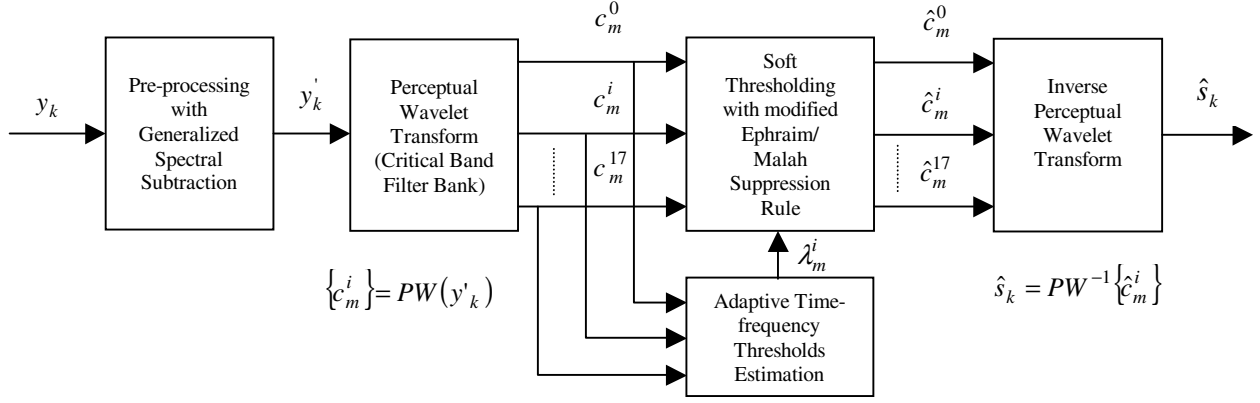 y_k
Pre-processing
with
Generalized
Spectral
Subtraction
y_k^'
Perceptual
Wavelet
Transform
(Critical Band
Filter Bank)
c_m^0
c_m^i
c_m^{17}
{c_m^i}= PW(y'_k)
Soft
Thresholding
with modified
Ephraim/
Malah
Suppression
Rule
λ_m^i
Adaptive Time-
frequency
Thresholds
Estimation
ĉ_m^0
ĉ_m^i
ĉ_m^{17}
Inverse
Perceptual
Wavelet
Transform
ŝ_k
ŝ_k = PW^{-1}{ĉ_m^i}